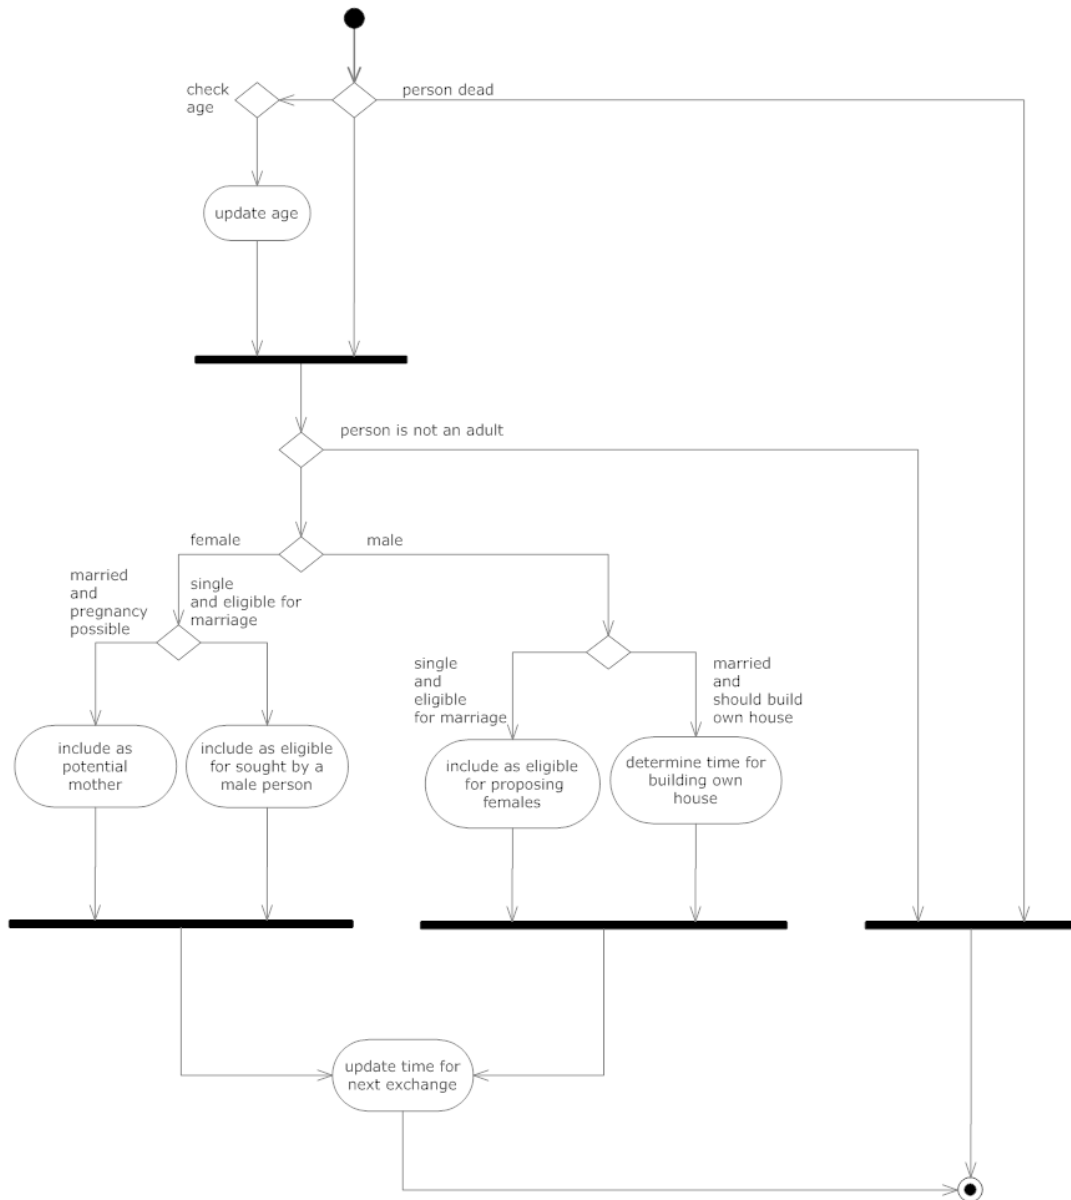 check
age
person dead
update age
person is not an adult
female
male
married
and
pregnancy
possible
single
and eligible for
marriage
single
and
eligible
for marriage
married
and
should build
own house
include as
potential
mother
include as eligible
for sought by a
male person
include as eligible
for proposing
females
determine time for
building own
house
update time for
next exchange